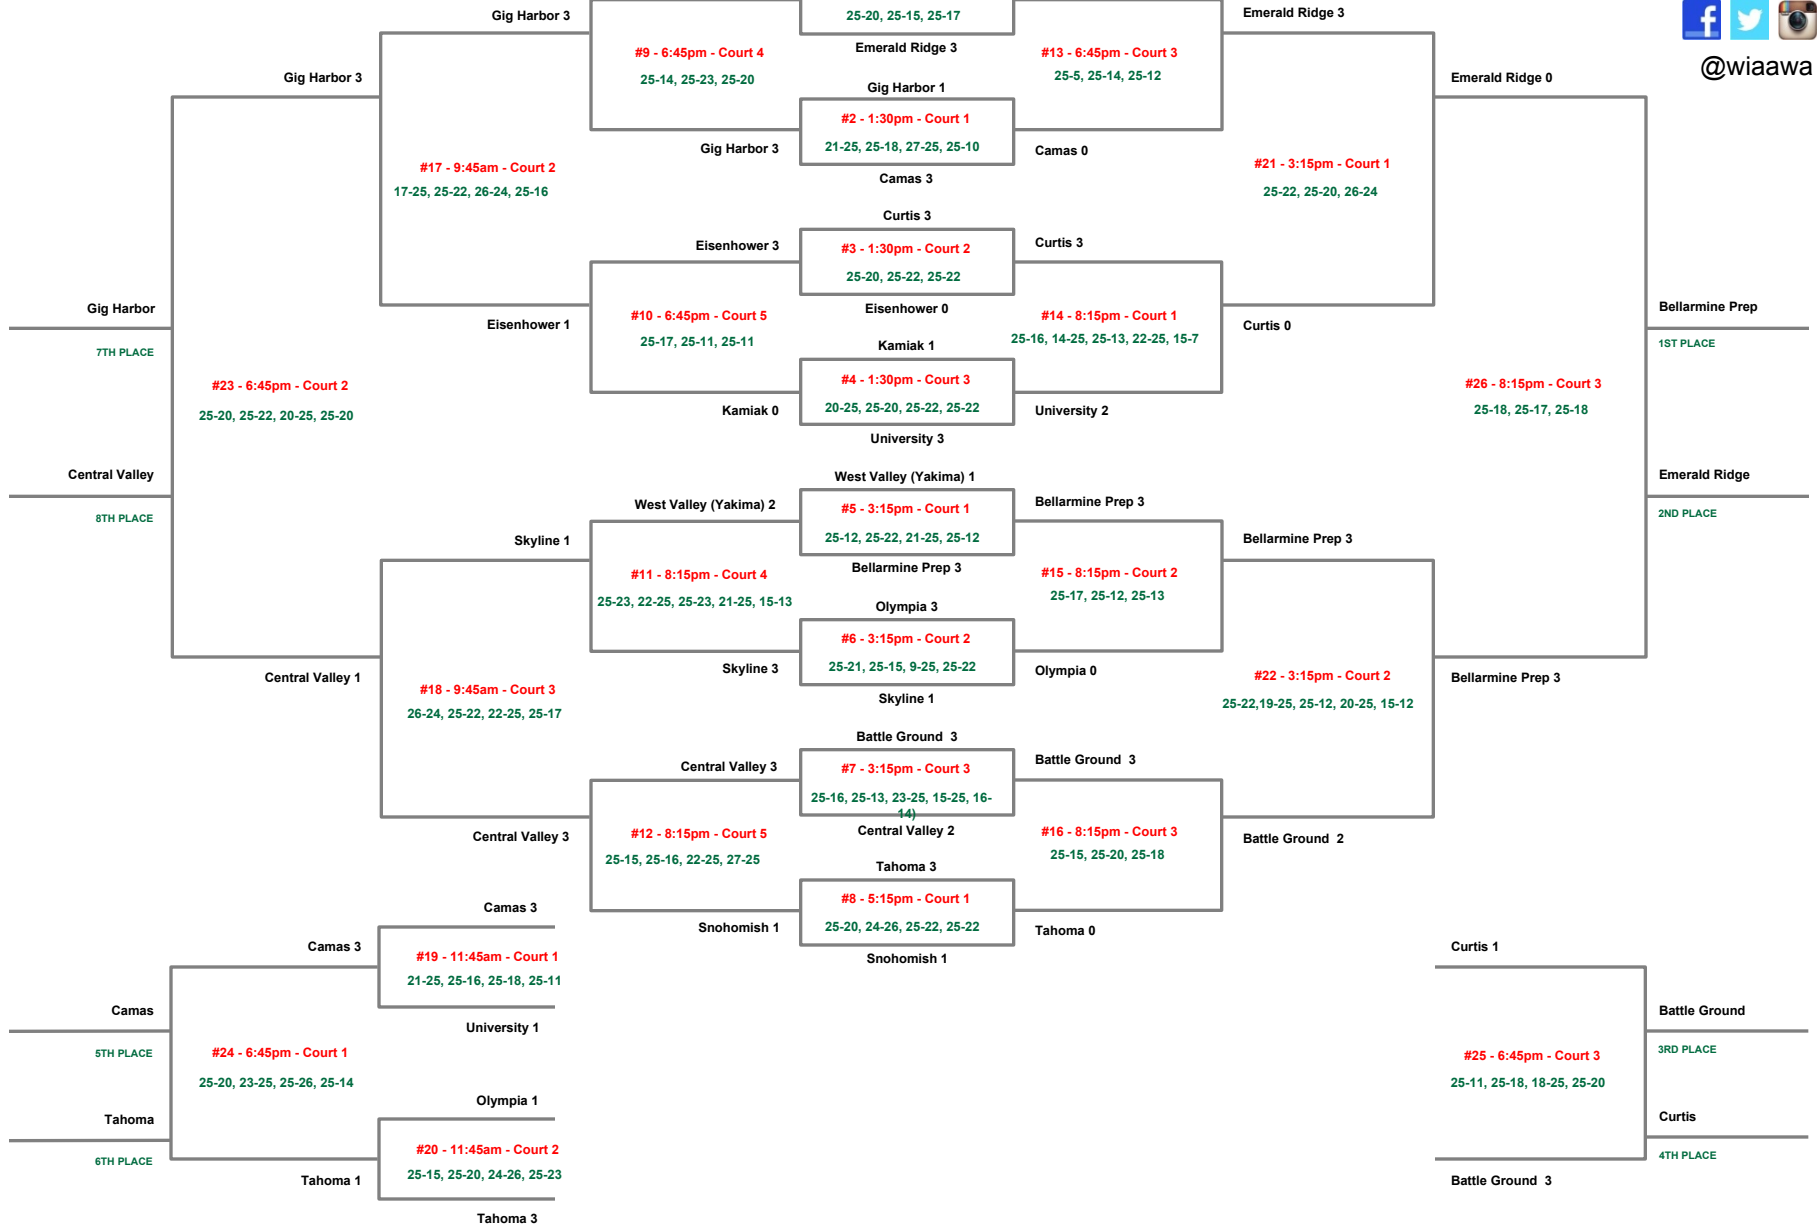 Gig Harbor 3
25-20, 25-15, 25-17
Emerald Ridge 3
Emerald Ridge 3
#9 - 6:45pm - Court 4
25-14, 25-23, 25-20
#13 - 6:45pm - Court 3
25-5, 25-14, 25-12
@wiaawa
Gig Harbor 3
Gig Harbor 1
Emerald Ridge 0
#2 - 1:30pm - Court 1
21-25, 25-18, 27-25, 25-10
Gig Harbor 3
Camas 0
Camas 3
#17 - 9:45am - Court 2
17-25, 25-22, 26-24, 25-16
#21 - 3:15pm - Court 1
25-22, 25-20, 26-24
Curtis 3
Eisenhower 3
#3 - 1:30pm - Court 2
25-20, 25-22, 25-22
Curtis 3
Eisenhower 0
Gig Harbor
7TH PLACE
Eisenhower 1
#10 - 6:45pm - Court 5
25-17, 25-11, 25-11
#14 - 8:15pm - Court 1
25-16, 14-25, 25-13, 22-25, 15-7
Curtis 0
Bellarmine Prep
1ST PLACE
Kamiak 1
#4 - 1:30pm - Court 3
20-25, 25-20, 25-22, 25-22
Kamiak 0
University 2
University 3
#23 - 6:45pm - Court 2
25-20, 25-22, 20-25, 25-20
#26 - 8:15pm - Court 3
25-18, 25-17, 25-18
Central Valley
8TH PLACE
Emerald Ridge
2ND PLACE
West Valley (Yakima) 1
West Valley (Yakima) 2
#5 - 3:15pm - Court 1
25-12, 25-22, 21-25, 25-12
Bellarmine Prep 3
Bellarmine Prep 3
Skyline 1
Bellarmine Prep 3
#11 - 8:15pm - Court 4
25-23, 22-25, 25-23, 21-25, 15-13
#15 - 8:15pm - Court 2
25-17, 25-12, 25-13
Olympia 3
#6 - 3:15pm - Court 2
25-21, 25-15, 9-25, 25-22
Skyline 3
Olympia 0
Skyline 1
Central Valley 1
Bellarmine Prep 3
#18 - 9:45am - Court 3
26-24, 25-22, 22-25, 25-17
#22 - 3:15pm - Court 2
25-22,19-25, 25-12, 20-25, 15-12
Battle Ground  3
Central Valley 3
#7 - 3:15pm - Court 3
25-16, 25-13, 23-25, 15-25, 16-
14)
Battle Ground  3
Central Valley 2
Central Valley 3
#12 - 8:15pm - Court 5
25-15, 25-16, 22-25, 27-25
#16 - 8:15pm - Court 3
25-15, 25-20, 25-18
Battle Ground  2
Tahoma 3
#8 - 5:15pm - Court 1
25-20, 24-26, 25-22, 25-22
Snohomish 1
Tahoma 0
Snohomish 1
Camas 3
Camas 3
#19 - 11:45am - Court 1
21-25, 25-16, 25-18, 25-11
University 1
Curtis 1
Camas
5TH PLACE
#24 - 6:45pm - Court 1
25-20, 23-25, 25-26, 25-14
Battle Ground
3RD PLACE
#25 - 6:45pm - Court 3
25-11, 25-18, 18-25, 25-20
Tahoma
6TH PLACE
Olympia 1
#20 - 11:45am - Court 2
25-15, 25-20, 24-26, 25-23
Tahoma 1
Tahoma 3
Curtis
4TH PLACE
Battle Ground  3